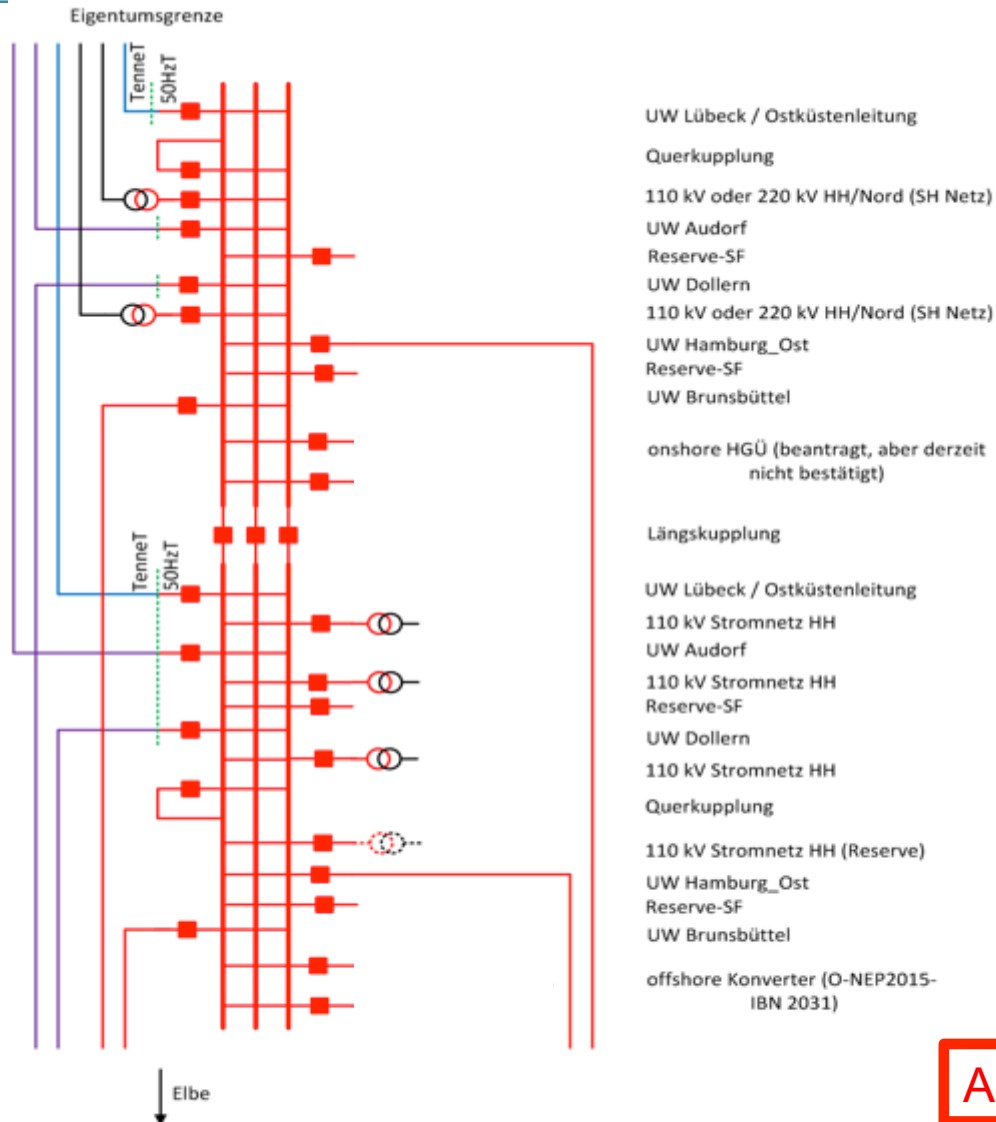 Eigentumsgrenze
TenneT
50HzT
UW Lübeck / Ostküstenleitung
Querkupplung
110 kV oder 220 kV HH/Nord (SH Netz)
UW Audorf
Reserve-SF
UW Dollern
110 kV oder 220 kV HH/Nord (SH Netz)
UW Hamburg_Ost
Reserve-SF
UW Brunsbüttel
onshore HGÜ (beantragt, aber derzeit
nicht bestätigt)
Längskupplung
TenneT
50HzT
UW Lübeck / Ostküstenleitung
110 kV Stromnetz HH
UW Audorf
110 kV Stromnetz HH
Reserve-SF
UW Dollern
110 kV Stromnetz HH
Querkupplung
110 kV Stromnetz HH (Reserve)
UW Hamburg_Ost
Reserve-SF
UW Brunsbüttel
offshore Konverter (O-NEP2015-
IBN 2031)
Elbe
A